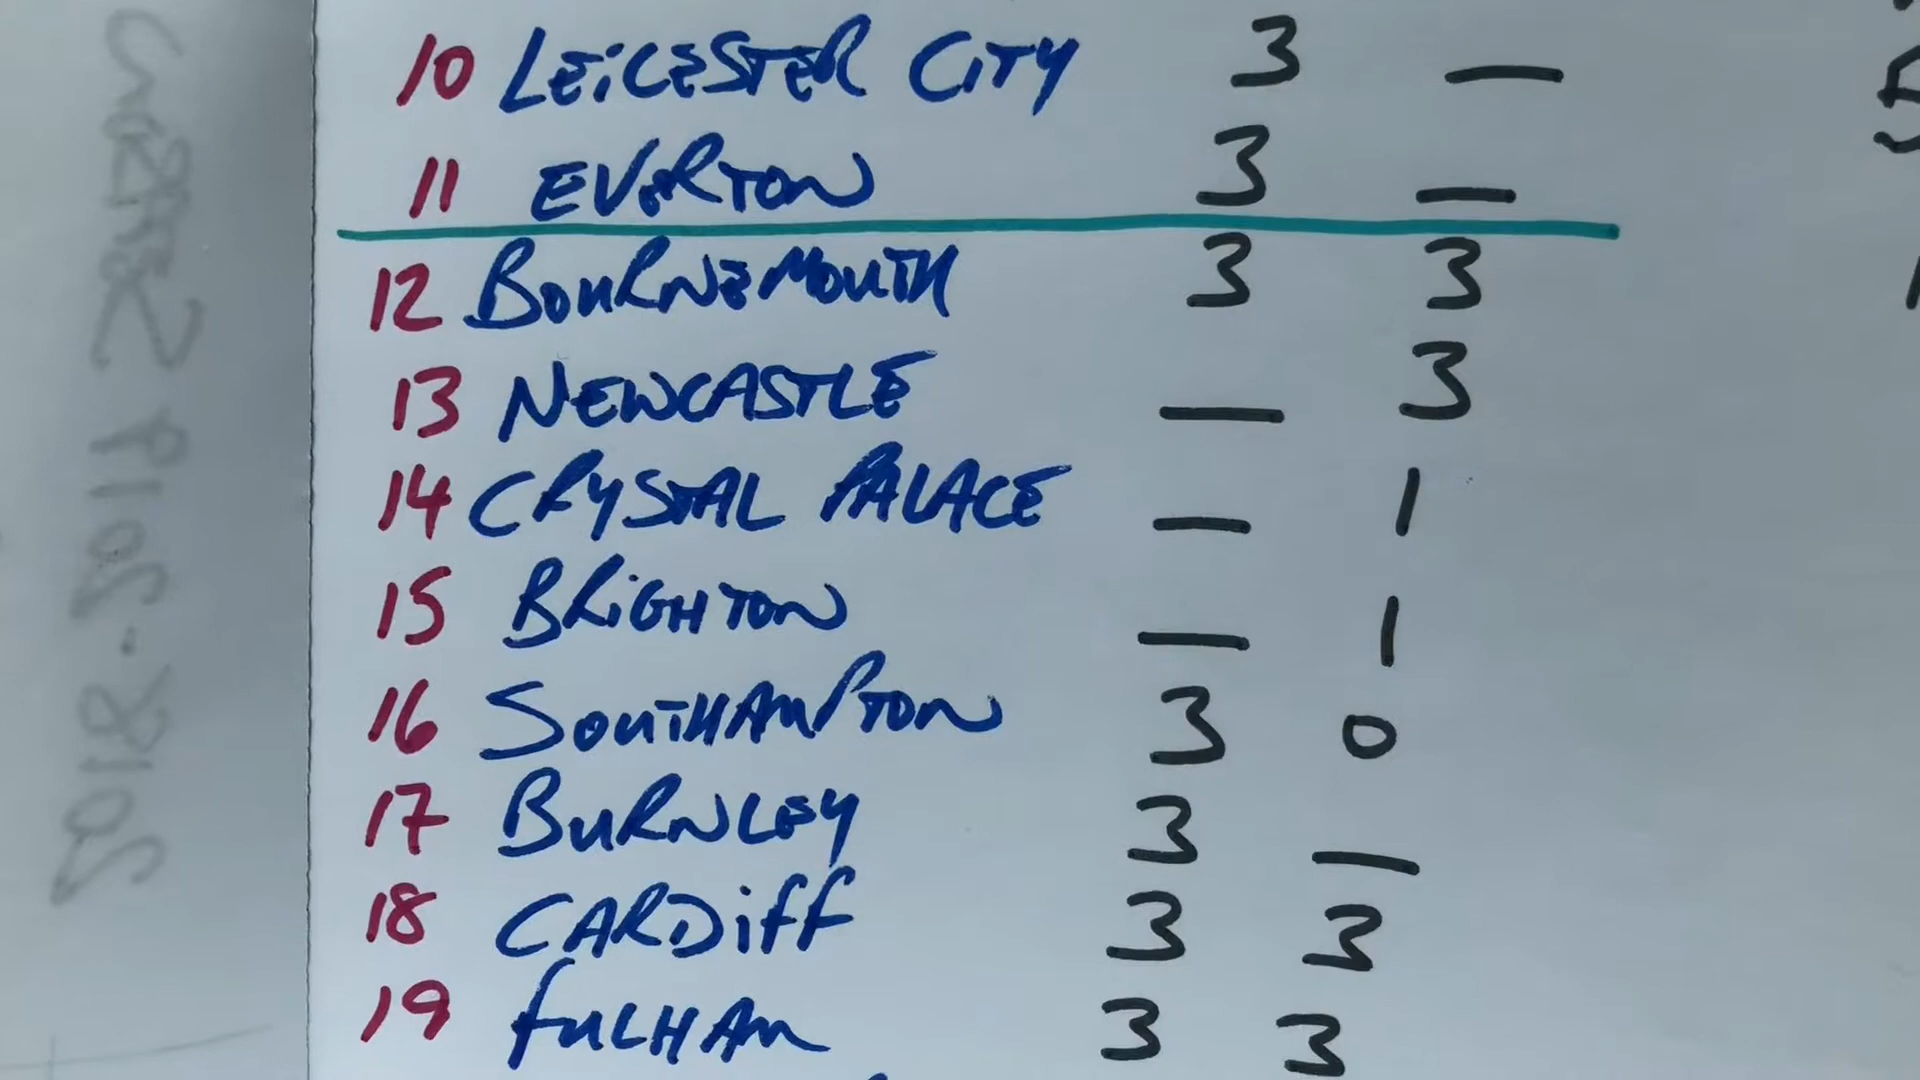 10 LEiCESTER CiTY 3 —
11 EVERTON 3 —
12 BOURNEMOUTH 3 3
13 NEWCASTLE — 3
14 CRYSTAL PALACE — 1
15 BRiGHTON — 1
16 SOUTHAMPTON 3 0
17 BURNLEY 3 —
18 CARDiff 3 3
19 fULHAM 3 3